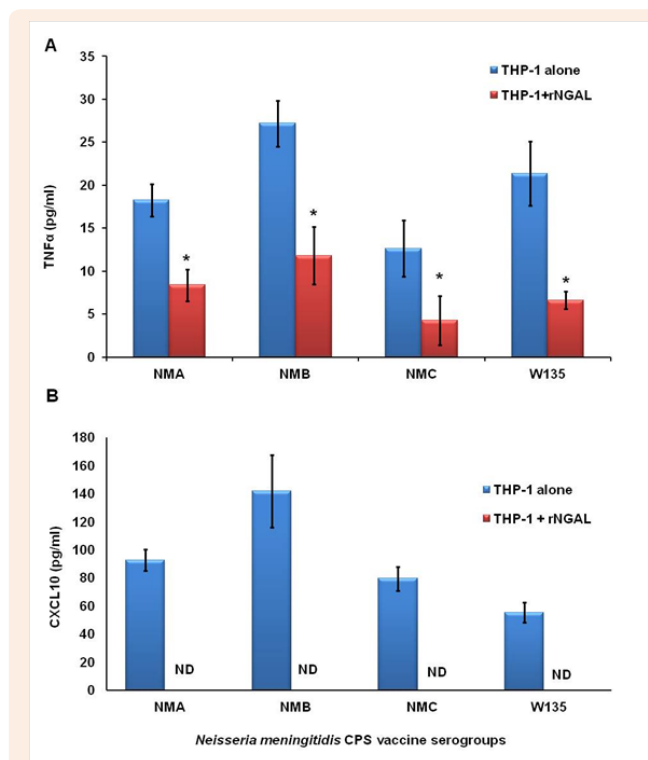 A
35
30
25
20
15
10
5
0
TNFα (pg/ml)
THP-1 alone
THP-1+rNGAL
*
*
*
*
NMA NMB NMC W135
B
180
160
140
120
100
80
60
40
20
0
CXCL10 (pg/ml)
THP-1 alone
THP-1 + rNGAL
ND ND ND ND
NMA NMB NMC W135
Neisseria meningitidis CPS vaccine serogroups